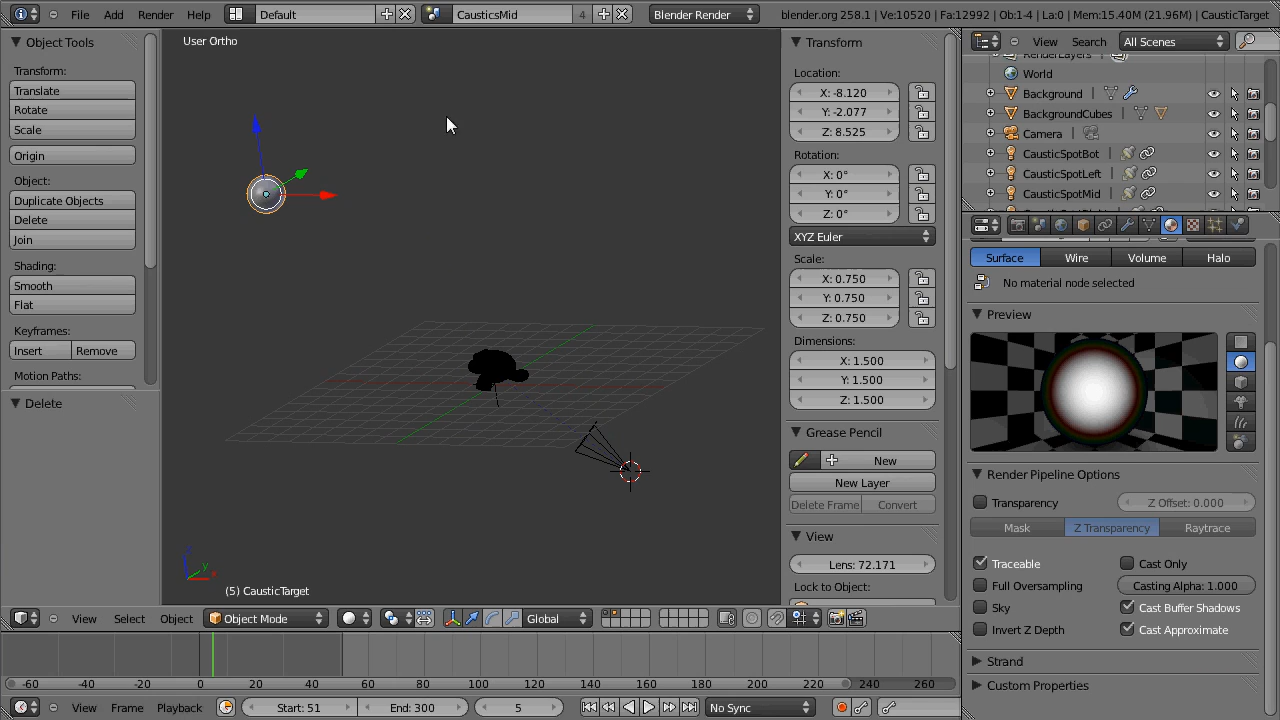 File Add Render Help Default CausticsMid 4 Blender Render blender.org 258.1 | Ve:10520 | Fa:12992 | Ob:1-4 | La:0 | Mem:15.40M (21.96M) | CausticTarget
Object Tools
Transform:
Translate
Rotate
Scale
Origin
Object:
Duplicate Objects
Delete
Join
Shading:
Smooth
Flat
Keyframes:
Insert Remove
Motion Paths:
Delete
User Ortho
(5) CausticTarget
Transform
Location:
X: -8.120
Y: -2.077
Z: 8.525
Rotation:
X: 0°
Y: 0°
Z: 0°
XYZ Euler
Scale:
X: 0.750
Y: 0.750
Z: 0.750
Dimensions:
X: 1.500
Y: 1.500
Z: 1.500
Grease Pencil
New
New Layer
Delete Frame Convert
View
Lens: 72.171
Lock to Object:
View Search All Scenes
RenderLayers
World
Background
BackgroundCubes
Camera
CausticSpotBot
CausticSpotLeft
CausticSpotMid
Surface Wire Volume Halo
No material node selected
Preview
Render Pipeline Options
Transparency Z Offset: 0.000
Mask Z Transparency Raytrace
Traceable Cast Only
Full Oversampling Casting Alpha: 1.000
Sky Cast Buffer Shadows
Invert Z Depth Cast Approximate
Strand
Custom Properties
View Select Object Object Mode Global
-60 -40 -20 0 20 40 60 80 100 120 140 160 180 200 220 240 260
View Frame Playback Start: 51 End: 300 5 No Sync